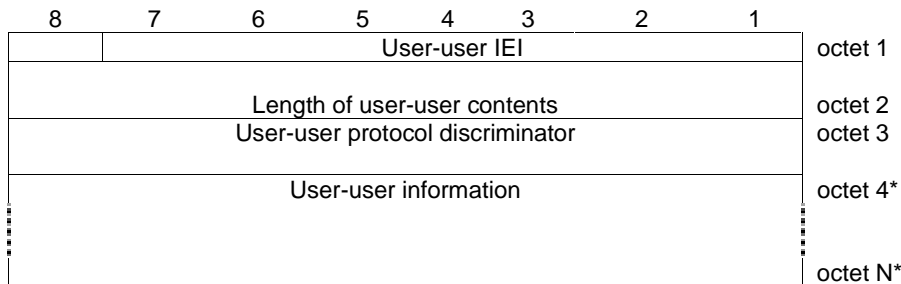 8 7 6 5 4 3 2 1
User-user IEI octet 1
Length of user-user contents octet 2
User-user protocol discriminator octet 3
User-user information octet 4*
octet N*